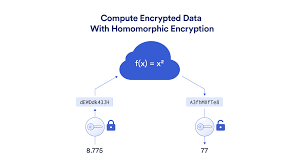 Compute Encrypted Data
With Homomorphic Encryption
f(x) = x²
8,775
77